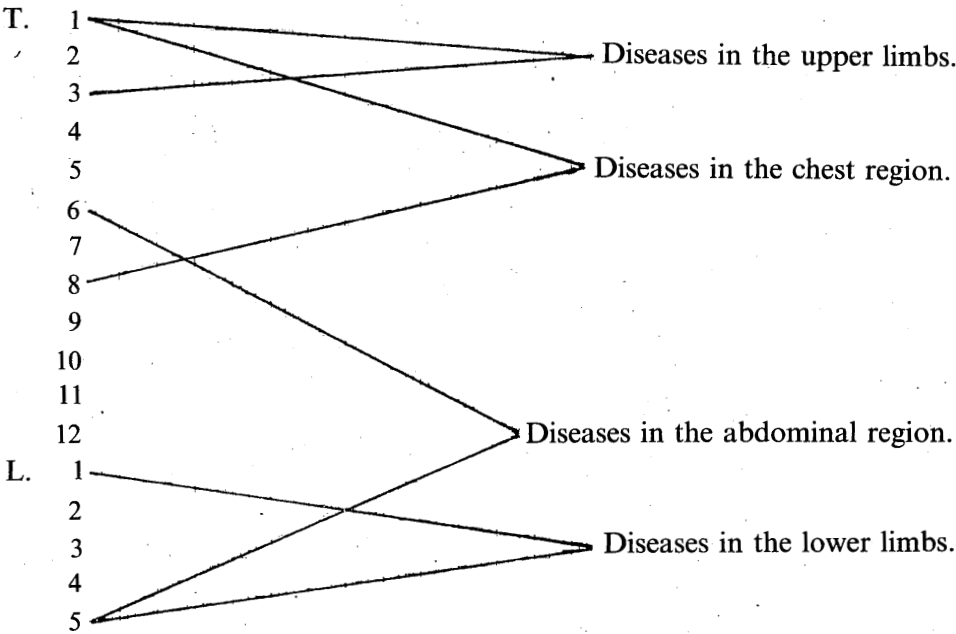 T. 1
2 Diseases in the upper limbs.
3
4
5 Diseases in the chest region.
6
7
8
9
10
11
12 Diseases in the abdominal region.
L. 1
2
3 Diseases in the lower limbs.
4
5